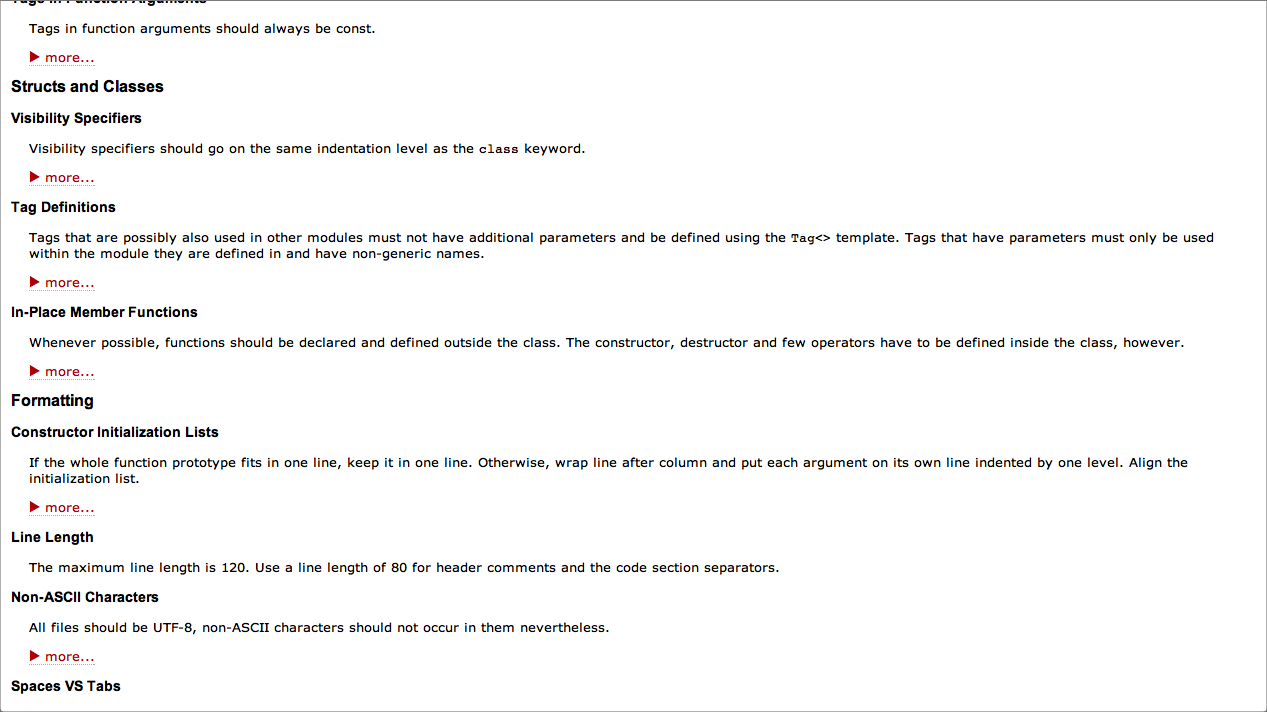 Tags in Function Arguments
Tags in function arguments should always be const.
▶ more...
Structs and Classes
Visibility Specifiers
Visibility specifiers should go on the same indentation level as the class keyword.
▶ more...
Tag Definitions
Tags that are possibly also used in other modules must not have additional parameters and be defined using the Tag<> template. Tags that have parameters must only be used
within the module they are defined in and have non-generic names.
▶ more...
In-Place Member Functions
Whenever possible, functions should be declared and defined outside the class. The constructor, destructor and few operators have to be defined inside the class, however.
▶ more...
Formatting
Constructor Initialization Lists
If the whole function prototype fits in one line, keep it in one line. Otherwise, wrap line after column and put each argument on its own line indented by one level. Align the
initialization list.
▶ more...
Line Length
The maximum line length is 120. Use a line length of 80 for header comments and the code section separators.
Non-ASCII Characters
All files should be UTF-8, non-ASCII characters should not occur in them nevertheless.
▶ more...
Spaces VS Tabs